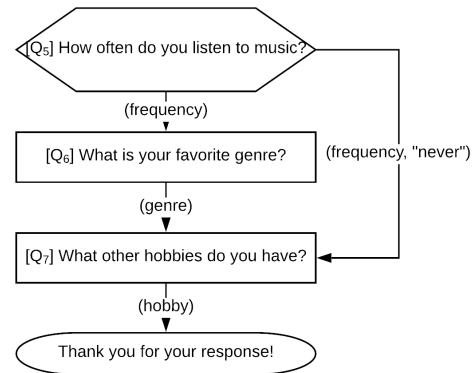 [Q₅] How often do you listen to music?
(frequency)
[Q₆] What is your favorite genre?
(frequency, "never")
(genre)
[Q₇] What other hobbies do you have?
(hobby)
Thank you for your response!